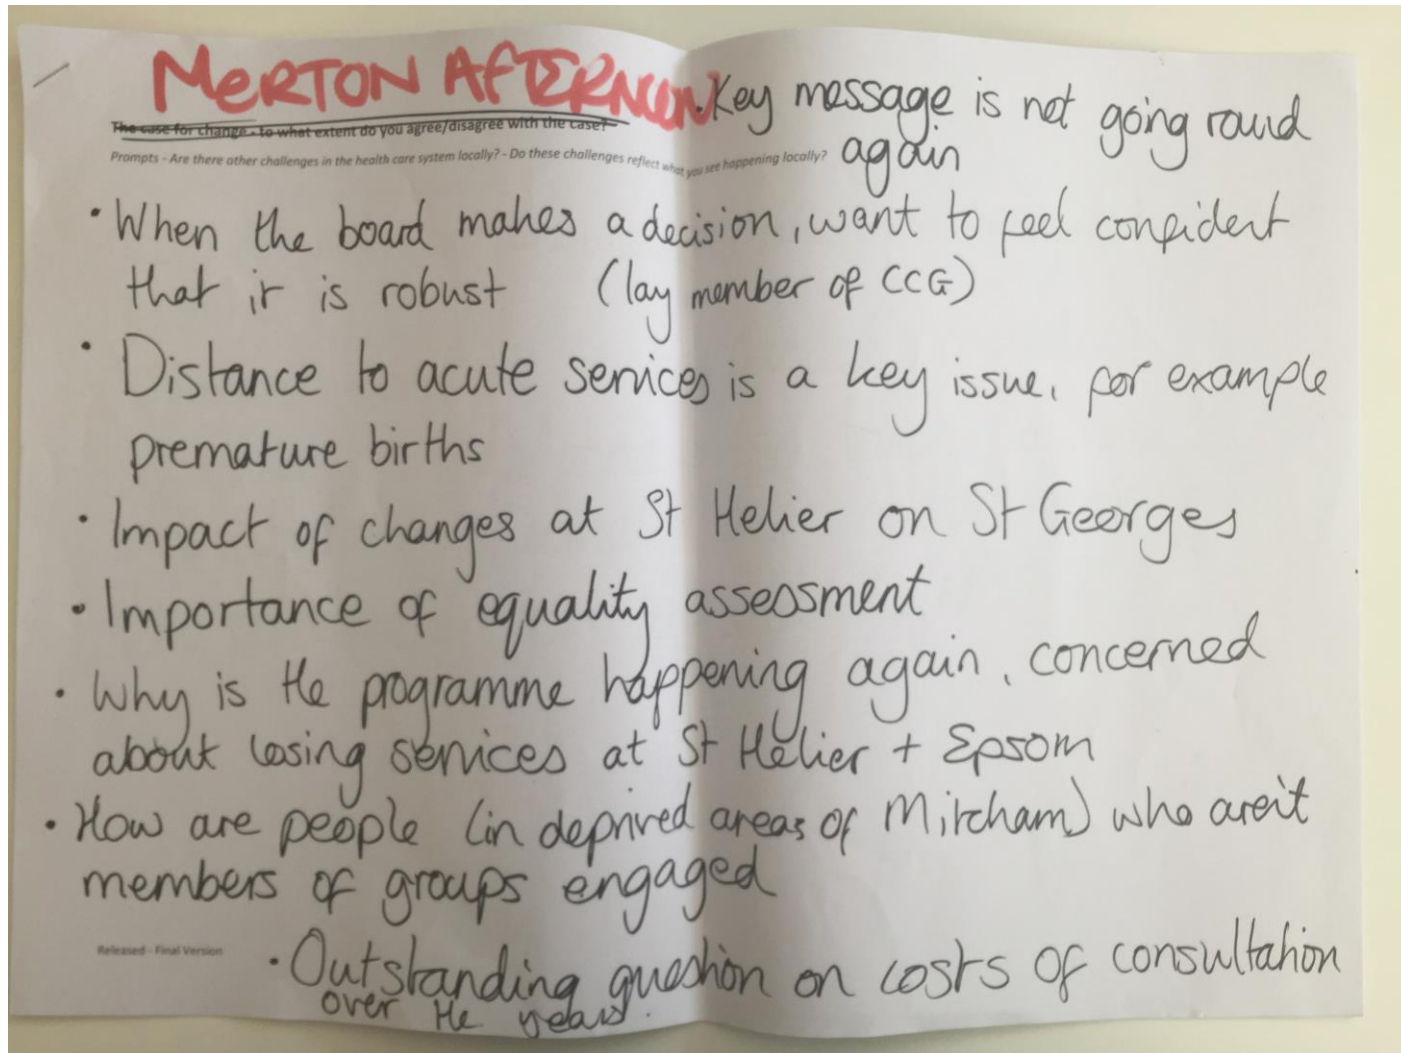 MERTON AFTERNOON
• Key message is not going round
again
The case for change - to what extent do you agree/disagree with the case?
Prompts - Are there other challenges in the health care system locally? - Do these challenges reflect what you see happening locally?
• When the board makes a decision, want to feel confident
that it is robust (lay member of CCG)
• Distance to acute services is a key issue, for example
premature births
• Impact of changes at St Helier on St Georges
• Importance of equality assessment
• Why is the programme happening again, concerned
about losing services at St Helier + Epsom
• How are people (in deprived areas of Mitcham) who aren't
members of groups engaged
Released - Final Version
• Outstanding question on costs of consultation
over the years.